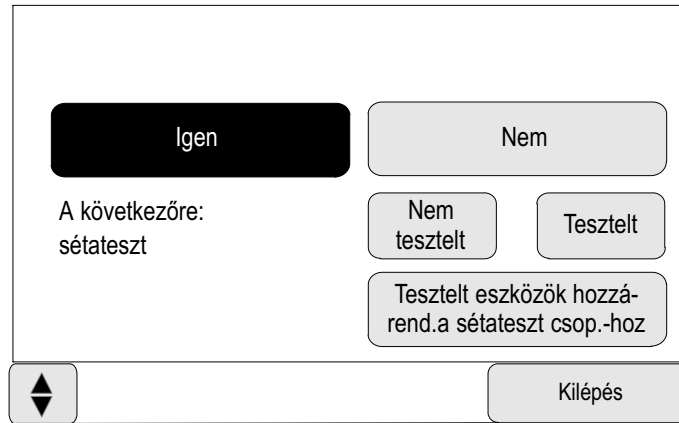 Igen
Nem
A következőre:
sétateszt
Nem
tesztelt
Tesztelt
Tesztelt eszközök hozzá-
rend.a sétateszt csop.-hoz
Kilépés